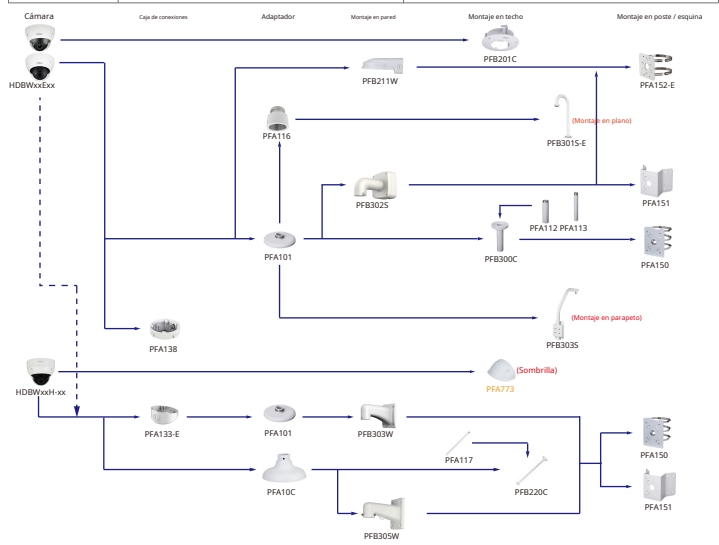 Cámara
Caja de conexiones
Adaptador
Montaje en pared
Montaje en techo
Montaje en poste / esquina
PFB201C
HDBWxxExx
PFB211W
PFA152-E
PFA116
(Montaje en plano)
PFB301S-E
PFB302S
PFA151
PFA112
PFA113
PFA101
PFB300C
PFA150
(Montaje en parapeto)
PFA138
PFB303S
(Sombrilla)
HDBWxxH-xx
PFA773
PFA133-E
PFA101
PFB303W
PFA150
PFA117
PFA10C
PFB220C
PFA151
PFB305W